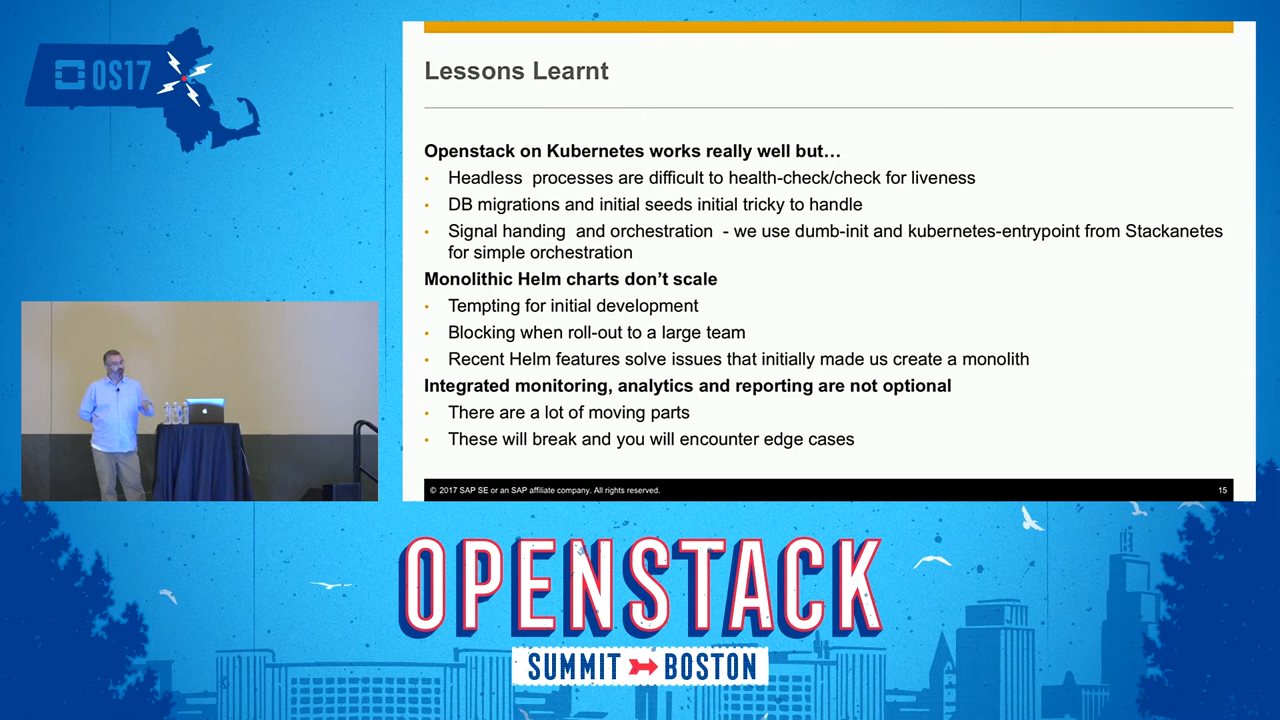 OS17
Lessons Learnt
Openstack on Kubernetes works really well but…
• Headless processes are difficult to health-check/check for liveness
• DB migrations and initial seeds initial tricky to handle
• Signal handing and orchestration - we use dumb-init and kubernetes-entrypoint from Stackanetes
for simple orchestration
Monolithic Helm charts don't scale
• Tempting for initial development
• Blocking when roll-out to a large team
• Recent Helm features solve issues that initially made us create a monolith
Integrated monitoring, analytics and reporting are not optional
• There are a lot of moving parts
• These will break and you will encounter edge cases
© 2017 SAP SE or an SAP affiliate company. All rights reserved. 15
OPENSTACK
SUMMIT BOSTON